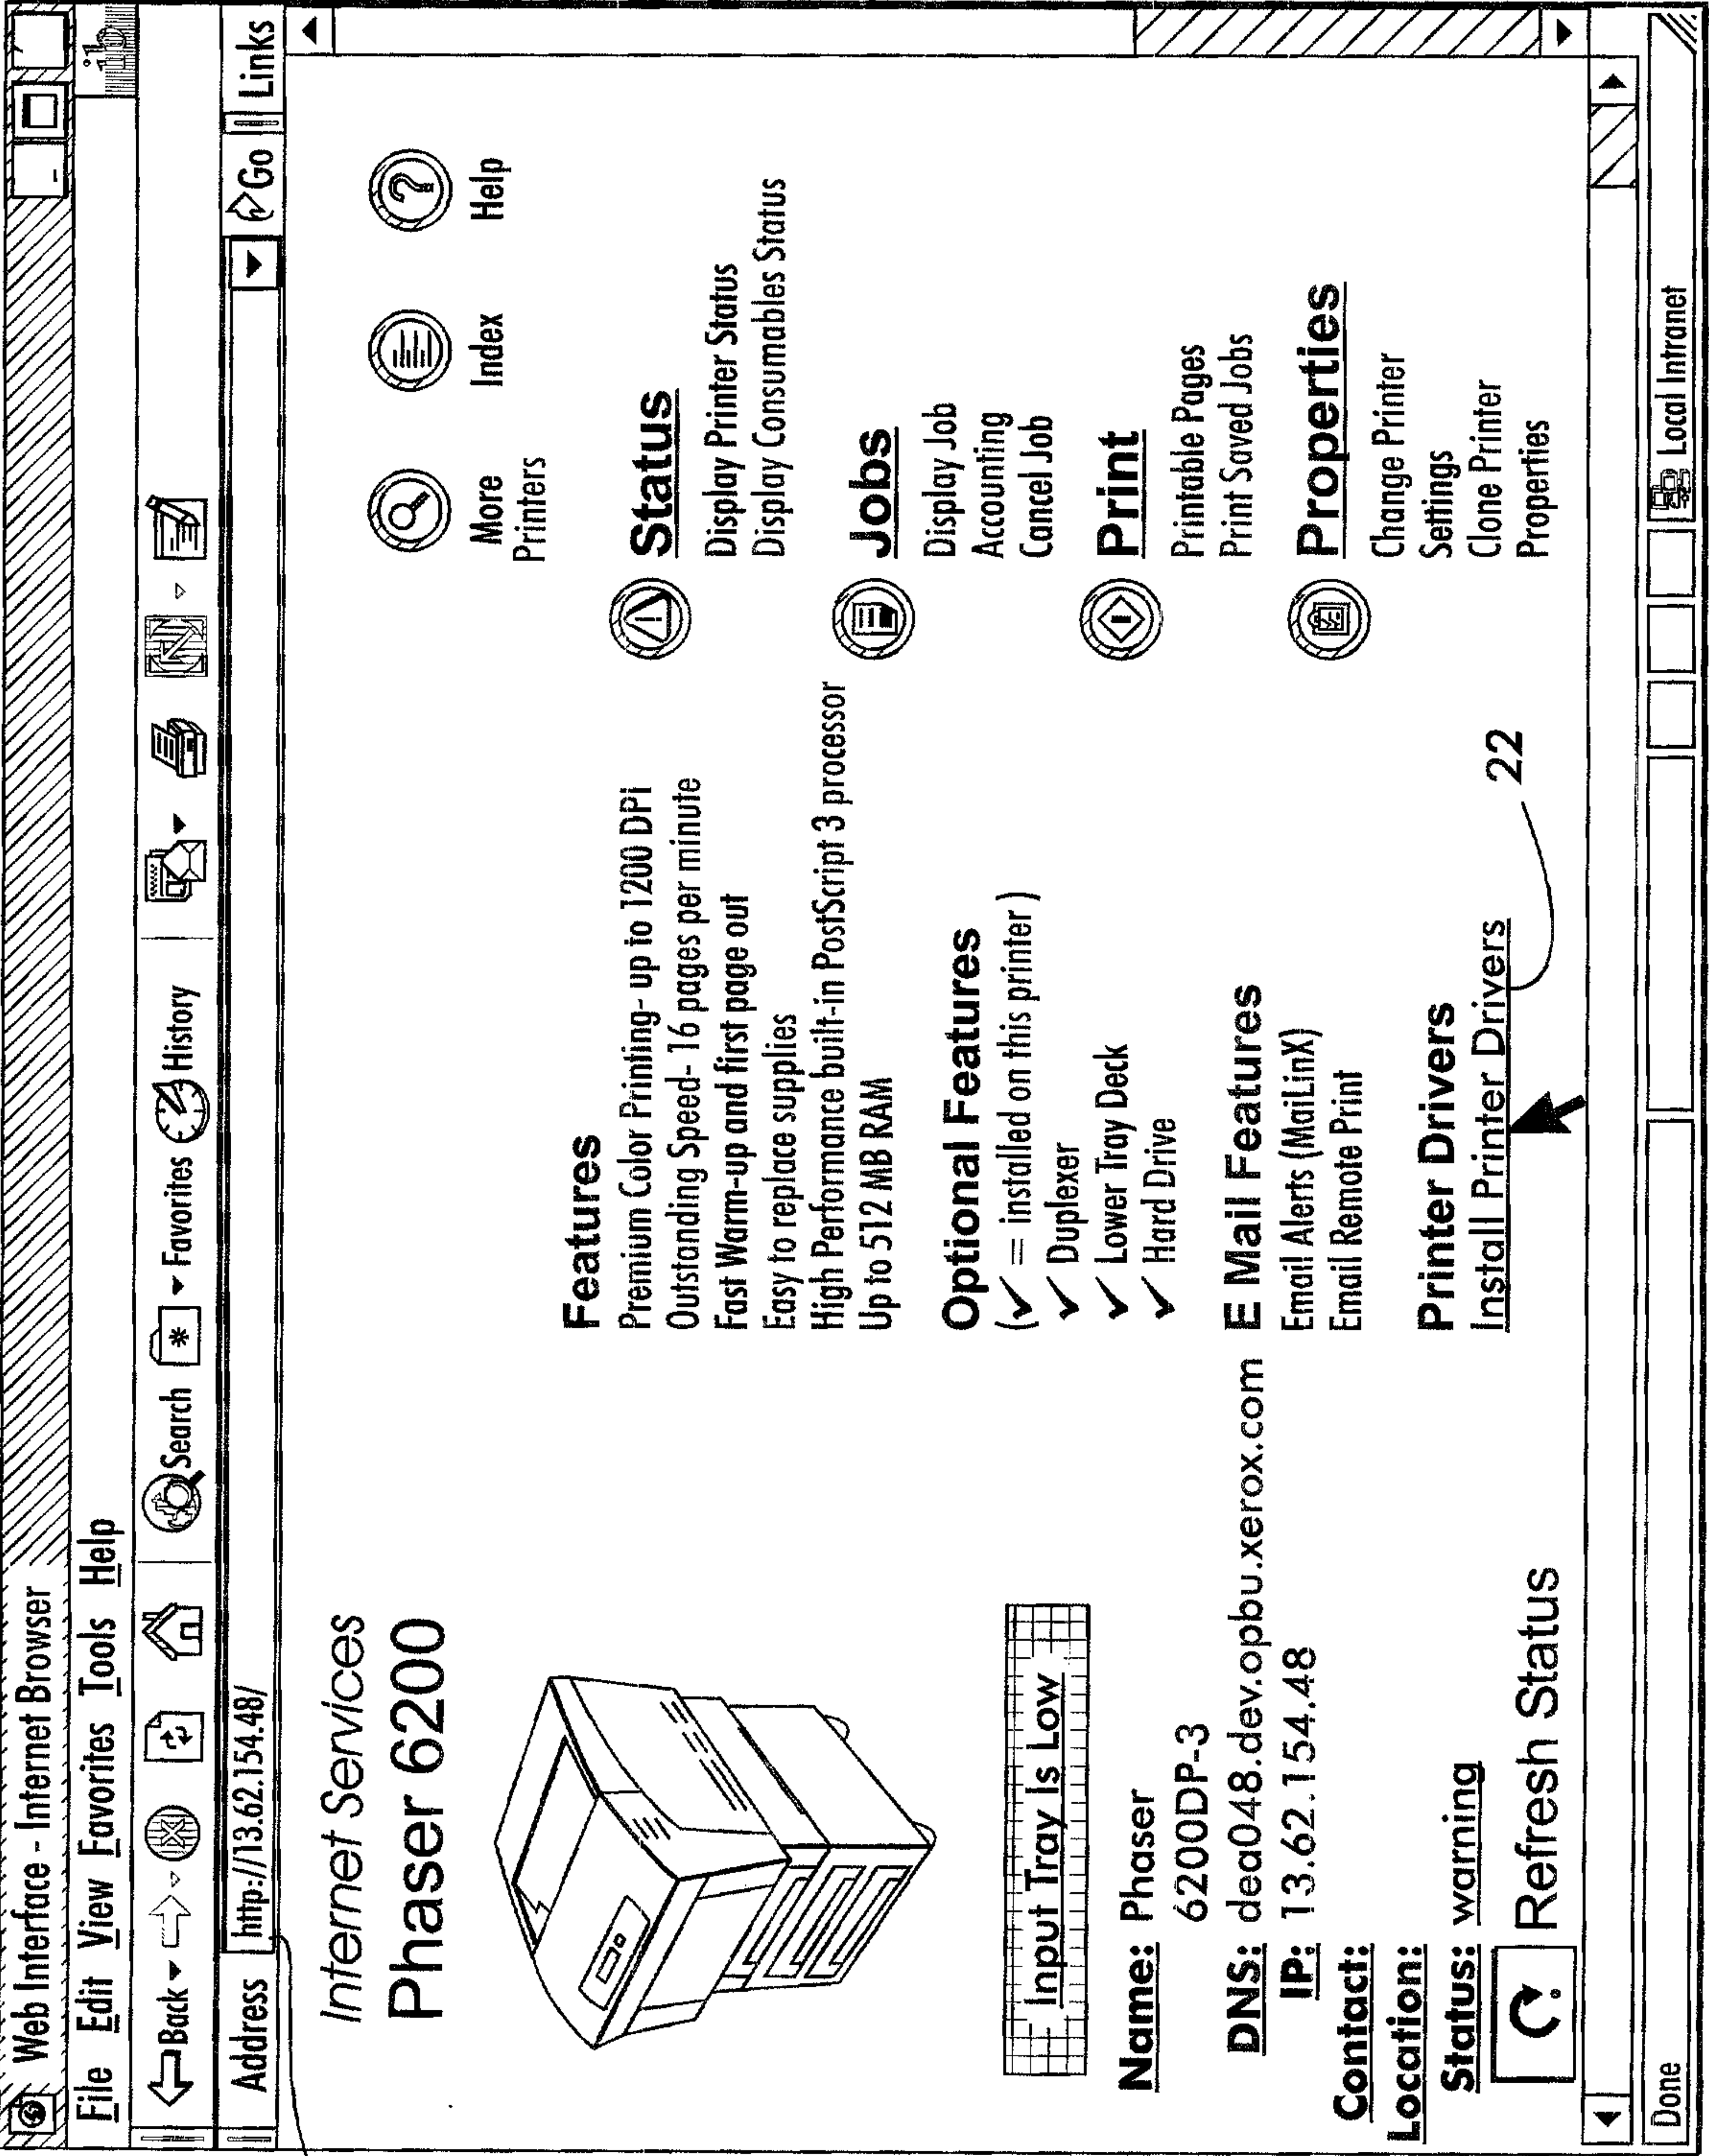 Web Interface - Internet Browser
File Edit View Favorites Tools Help
Back Search Favorites History
Address http://13.62.154.48/ Go Links
Internet Services
Phaser 6200
More
Printers
Index
Help
Input Tray Is Low
Name: Phaser
6200DP-3
DNS: dea048.dev.opbu.xerox.com
IP: 13.62.154.48
Contact:
Location:
Status: warning
Refresh Status
Features
Premium Color Printing- up to 1200 DPI
Outstanding Speed- 16 pages per minute
Fast Warm-up and first page out
Easy to replace supplies
High Performance built-in PostScript 3 processor
Up to 512 MB RAM
Optional Features
(✓ = installed on this printer )
✓ Duplexer
✓ Lower Tray Deck
✓ Hard Drive
E Mail Features
Email Alerts (MaiLinX)
Email Remote Print
Printer Drivers
Install Printer Drivers
22
Status
Display Printer Status
Display Consumables Status
Jobs
Display Job
Accounting
Cancel Job
Print
Printable Pages
Print Saved Jobs
Properties
Change Printer
Settings
Clone Printer
Properties
Done
Local Intranet